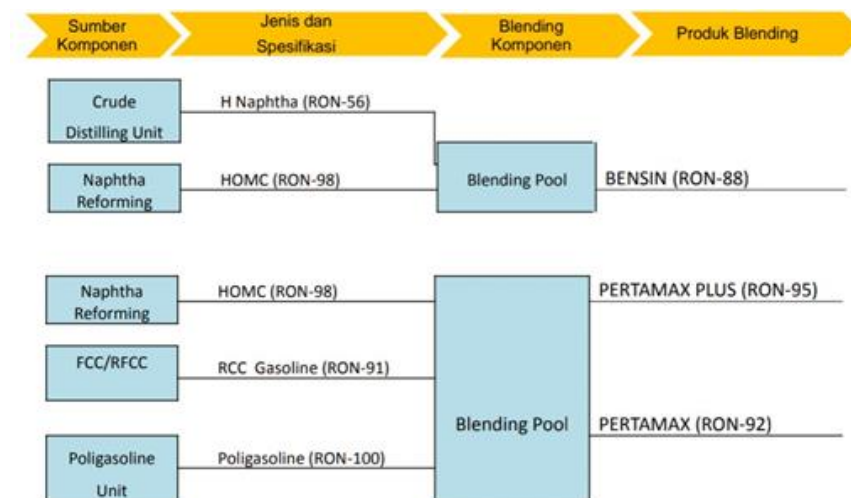 Sumber
Komponen
Jenis dan
Spesifikasi
Blending
Komponen
Produk Blending
Crude
Distilling Unit
H Naphtha (RON-56)
Naphtha
Reforming
HOMC (RON-98)
Blending Pool
BENSIN (RON-88)
Naphtha
Reforming
HOMC (RON-98)
PERTAMAX PLUS (RON-95)
FCC/RFCC
RCC Gasoline (RON-91)
Blending Pool
PERTAMAX (RON-92)
Poligasoline
Unit
Poligasoline (RON-100)